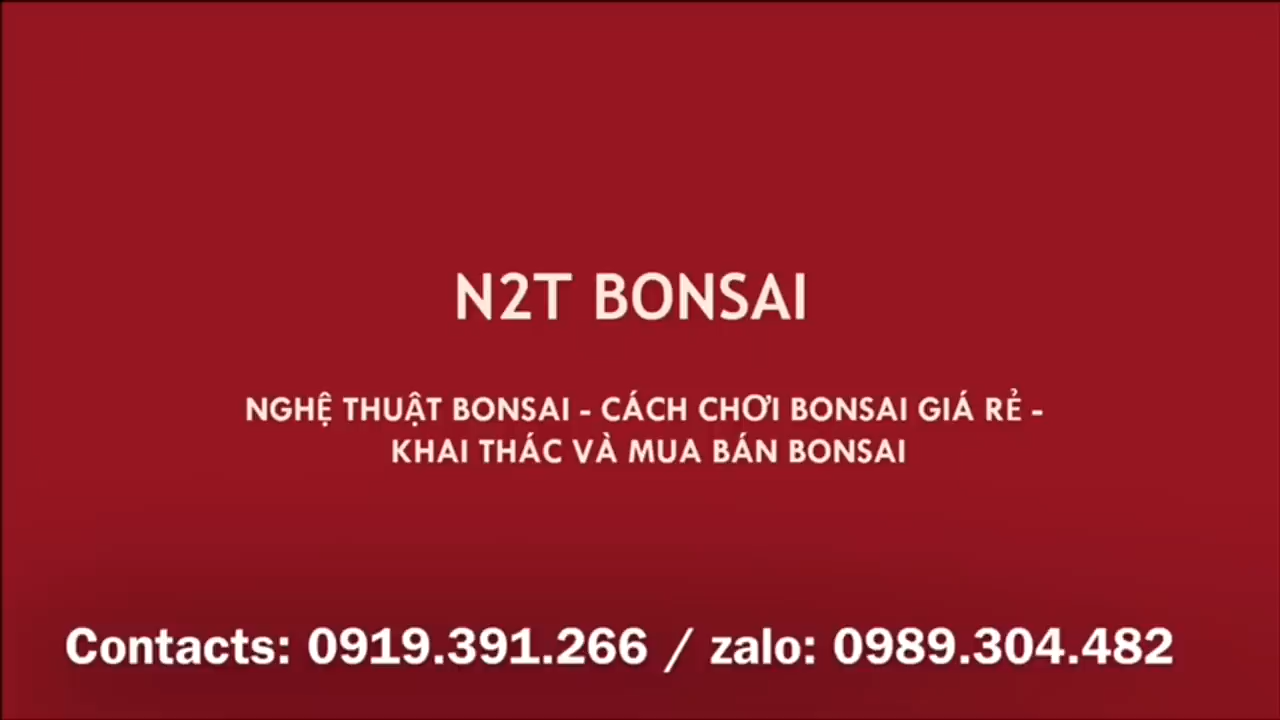 N2T BONSAI
NGHỆ THUẬT BONSAI - CÁCH CHƠI BONSAI GIÁ RẺ -
KHAI THÁC VÀ MUA BÁN BONSAI
Contacts: 0919.391.266 / zalo: 0989.304.482